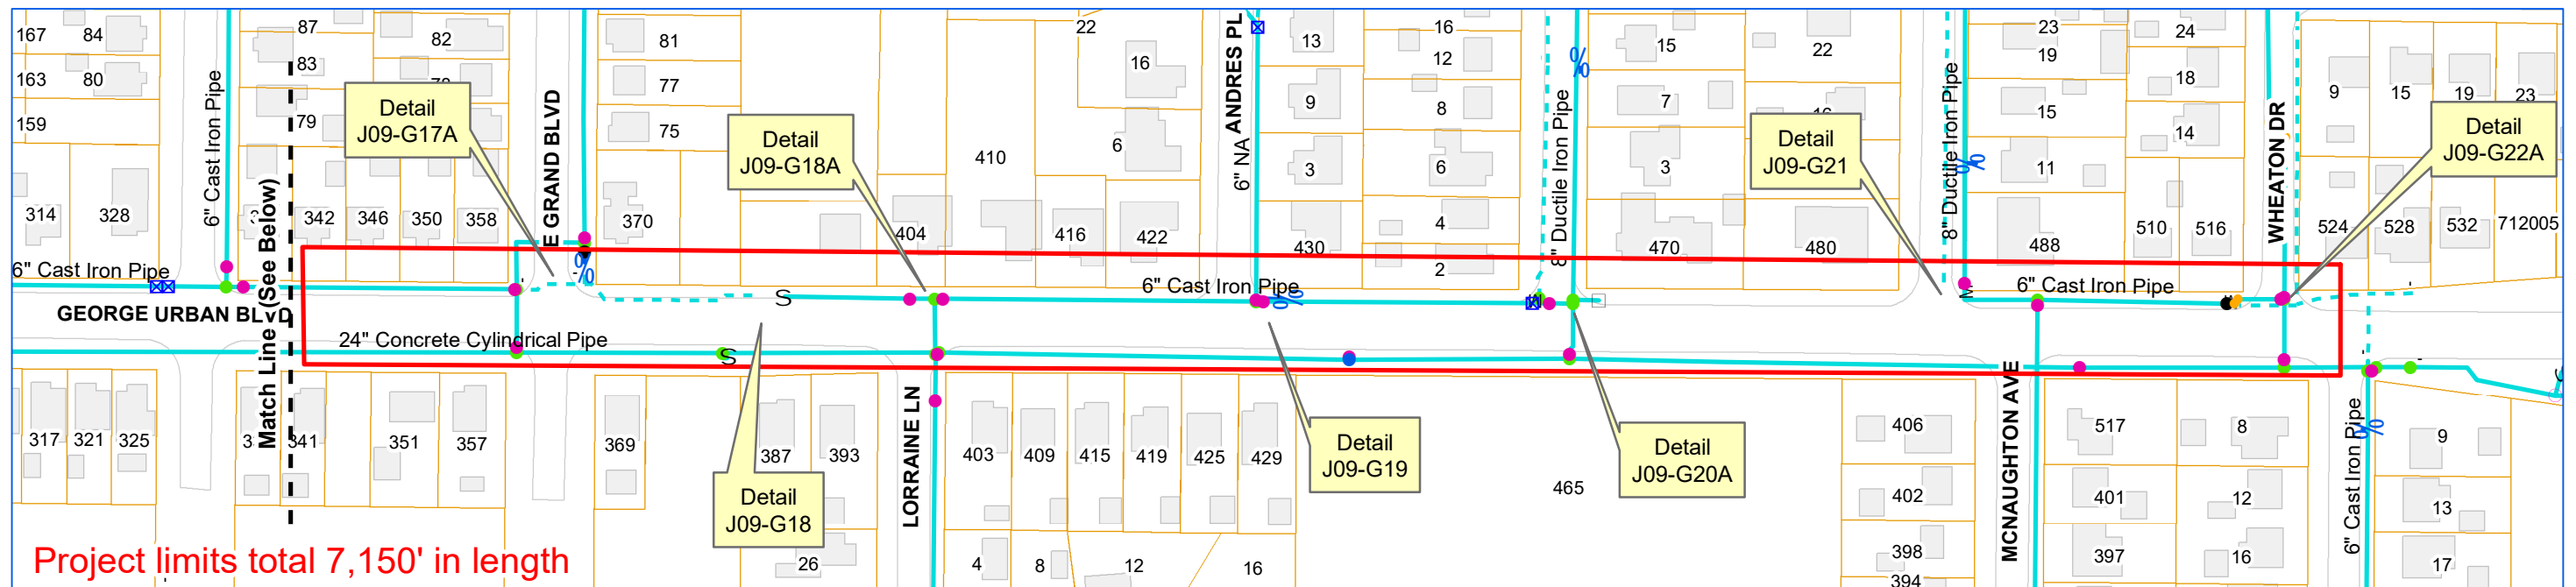 167
84
87
82
81
22
13
16
15
22
23
24
163
80
83
77
16
9
12
7
19
18
9
15
19
23
159
79
75
410
6
3
8
3
15
14
11
6
314
328
342
346
350
358
370
404
416
422
430
4
2
470
480
488
510
516
524
528
532
712005
6" Cast Iron Pipe
E GRAND BLVD
6" NA
ANDRES PL
8" Ductile Iron Pipe
8" Ductile Iron Pipe
WHEATON DR
Detail
J09-G17A
Detail
J09-G18A
Detail
J09-G21
Detail
J09-G22A
6" Cast Iron Pipe
6" Cast Iron Pipe
6" Cast Iron Pipe
GEORGE URBAN BLVD
Match Line (See Below)
24" Concrete Cylindrical Pipe
S
S
M
317
321
325
341
351
357
369
387
393
LORRAINE LN
403
409
415
419
425
429
Detail
J09-G18
Detail
J09-G19
Detail
J09-G20A
465
406
402
398
394
MCNAUGHTON AVE
517
8
401
12
397
16
6" Cast Iron Pipe
9
13
17
26
4
8
12
16
Project limits total 7,150' in length